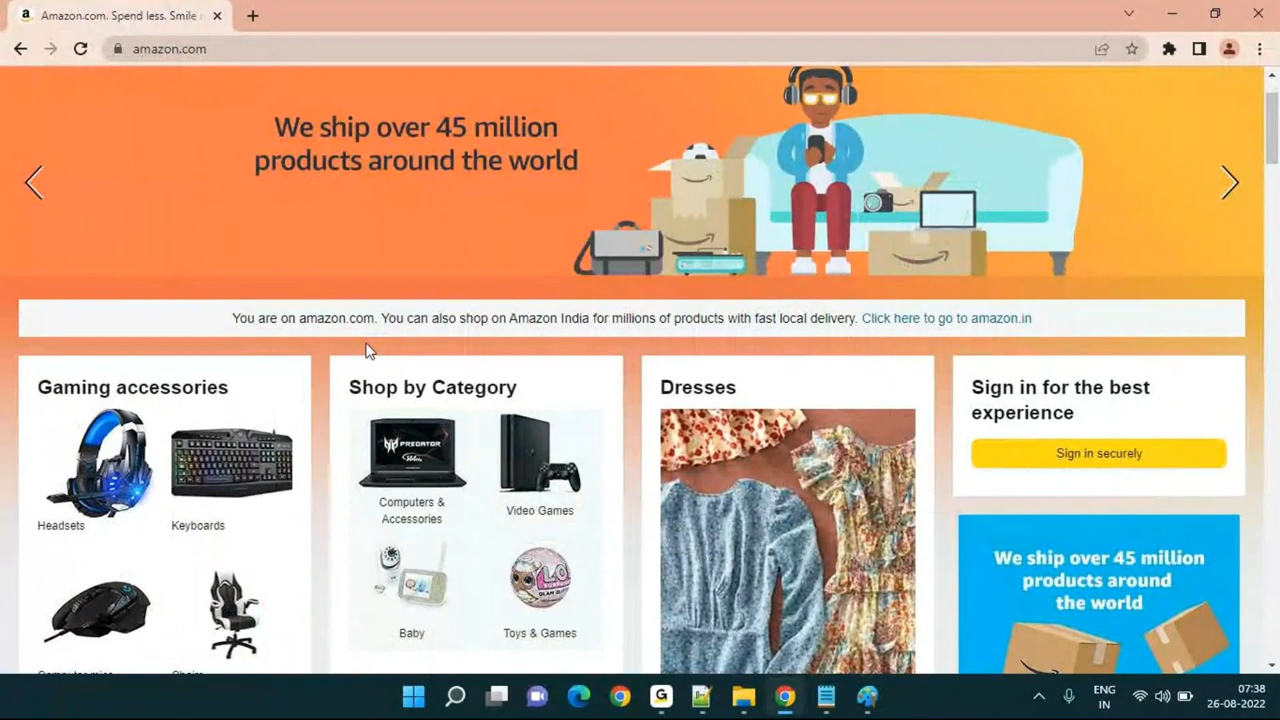 Amazon.com. Spend less. Smile
amazon.com
We ship over 45 million
products around the world
You are on amazon.com. You can also shop on Amazon India for millions of products with fast local delivery. Click here to go to amazon.in
Gaming accessories
Headsets
Keyboards
Shop by Category
PREDATOR
Computers &
Accessories
Video Games
Baby
Toys & Games
Dresses
Sign in for the best
experience
Sign in securely
We ship over 45 million
products around
the world
ENG
IN
07:38
26-08-2022